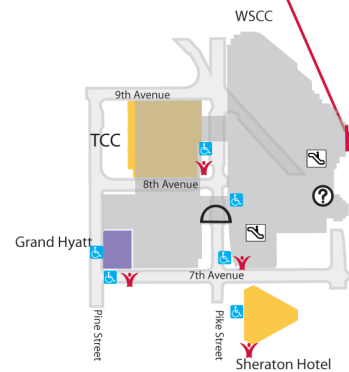 WSCC
9th Avenue
TCC
8th Avenue
?
Grand Hyatt
7th Avenue
Pine Street
Pike Street
Sheraton Hotel